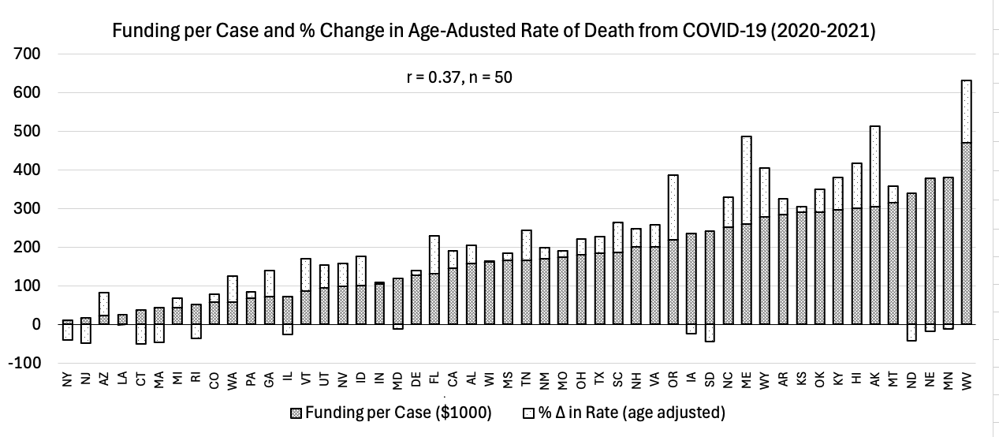 Funding per Case and % Change in Age-Adusted Rate of Death from COVID-19 (2020-2021)
700
r = 0.37, n = 50
600
500
400
300
200
100
0
-100
NY NJ AZ LA CT MA MI RI CO WA PA GA IL VT UT NV ID IN MD DE FL CA AL WI MS TN NM MO OH TX SC NH VA OR IA SD NC ME WY AR KS OK KY HI AK MT ND NE MN WV
Funding per Case ($1000) % Δ in Rate (age adjusted)